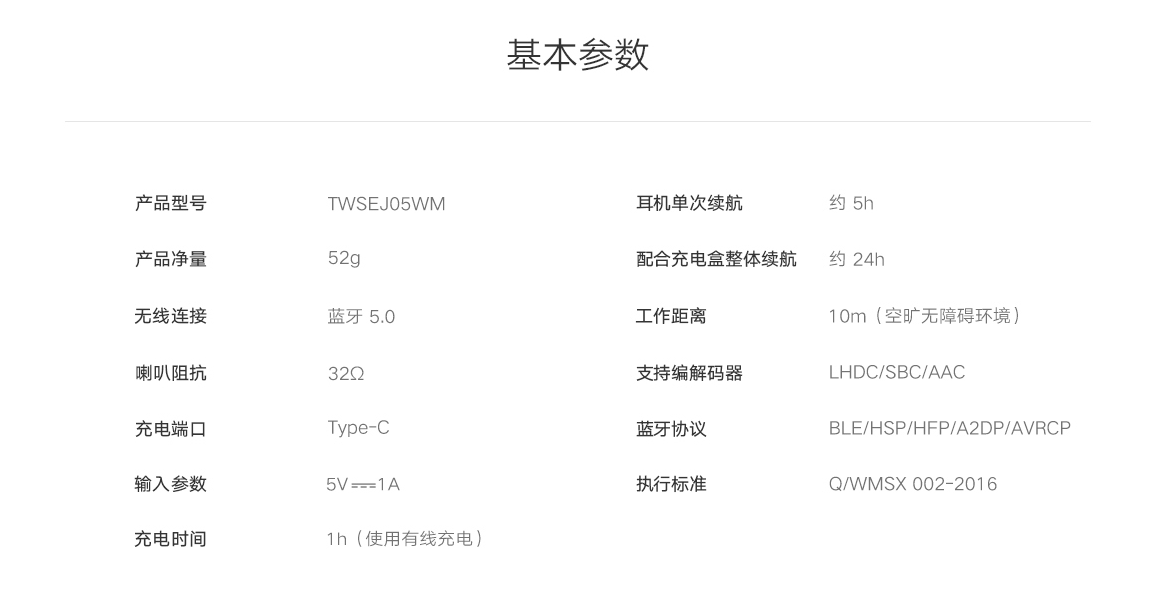 基本参数
产品型号 TWSEJ05WM 耳机单次续航 约 5h
产品净量 52g 配合充电盒整体续航 约 24h
无线连接 蓝牙 5.0 工作距离 10m（空旷无障碍环境）
喇叭阻抗 32Ω 支持编解码器 LHDC/SBC/AAC
充电端口 Type-C 蓝牙协议 BLE/HSP/HFP/A2DP/AVRCP
输入参数 5V⎓1A 执行标准 Q/WMSX 002-2016
充电时间 1h（使用有线充电）